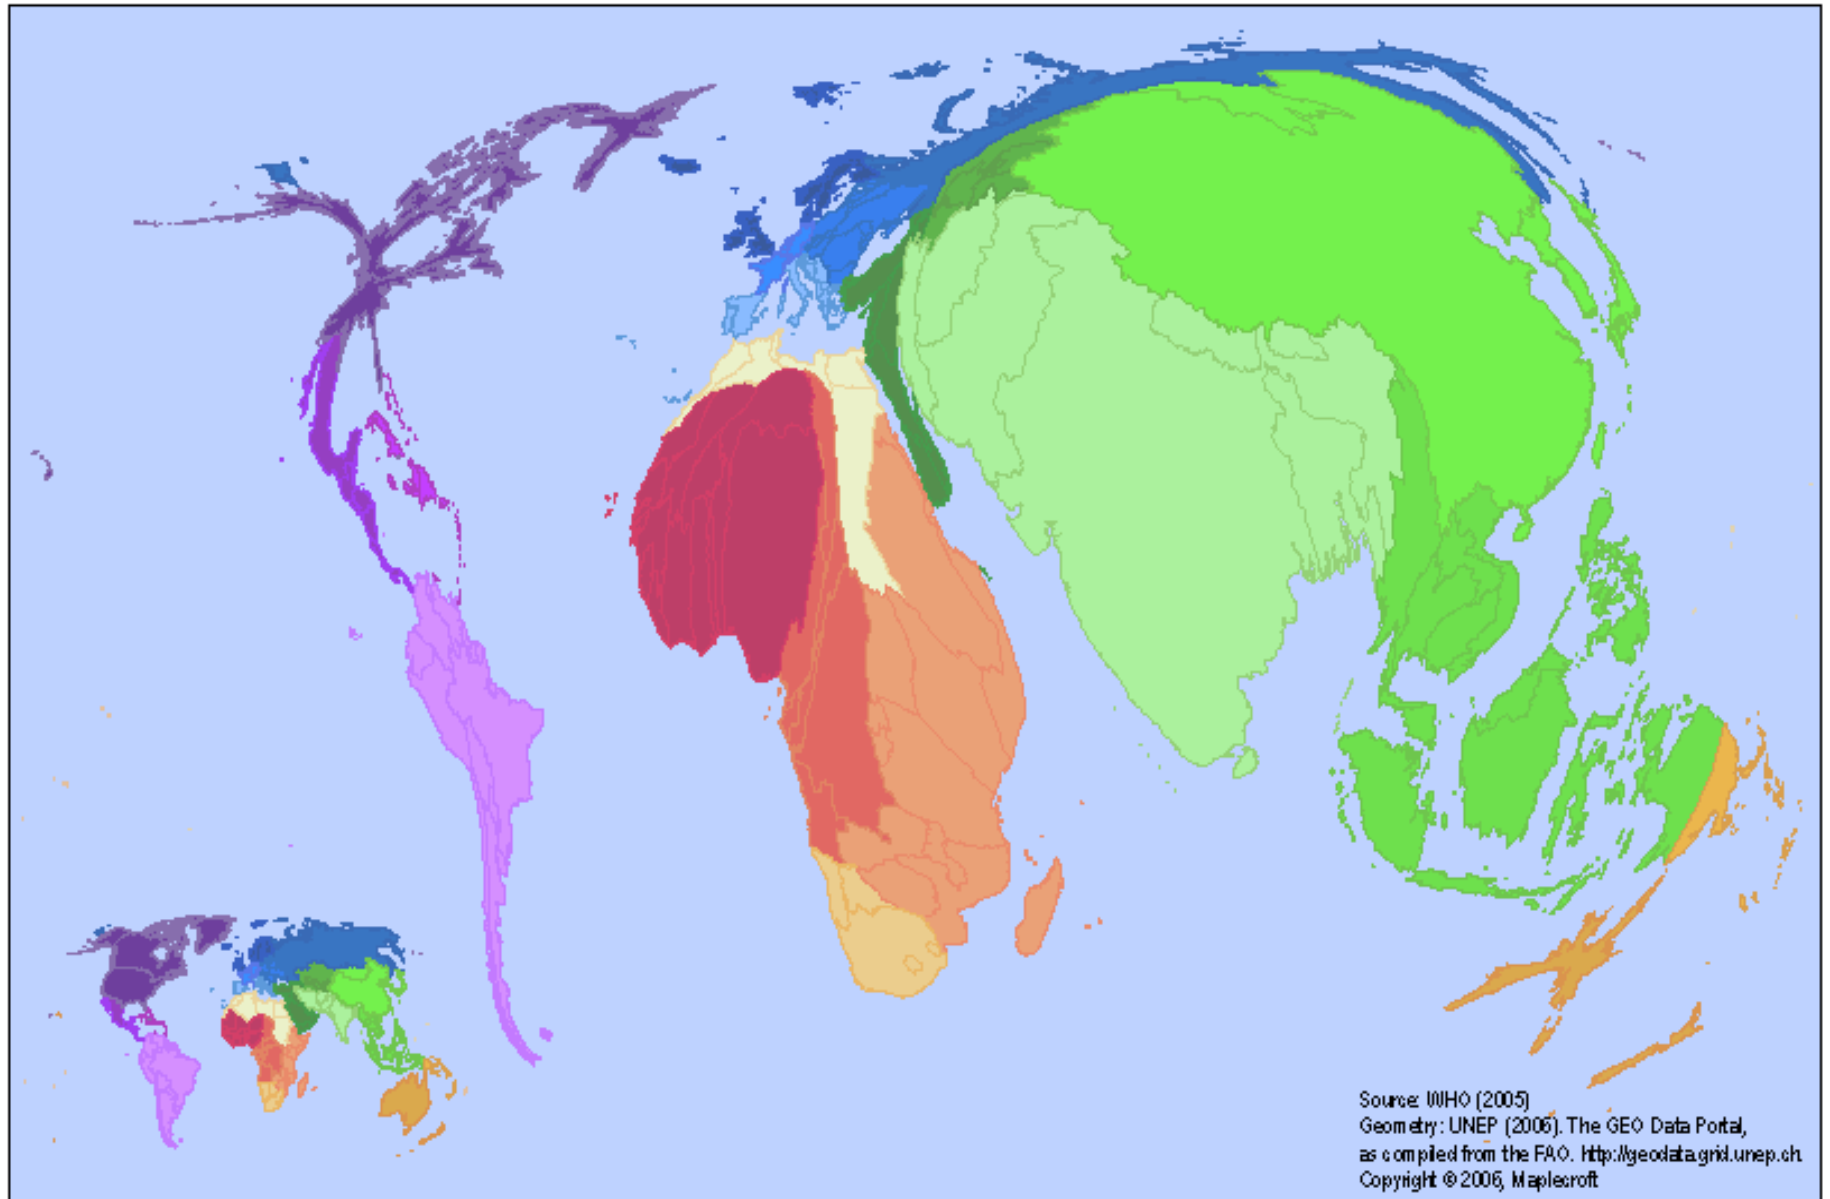 Source: WHO (2005)
Geometry: UNEP (2006). The GEO Data Portal,
as compiled from the FAO. http://geodata.grid.unep.ch
Copyright © 2006, Maplecroft